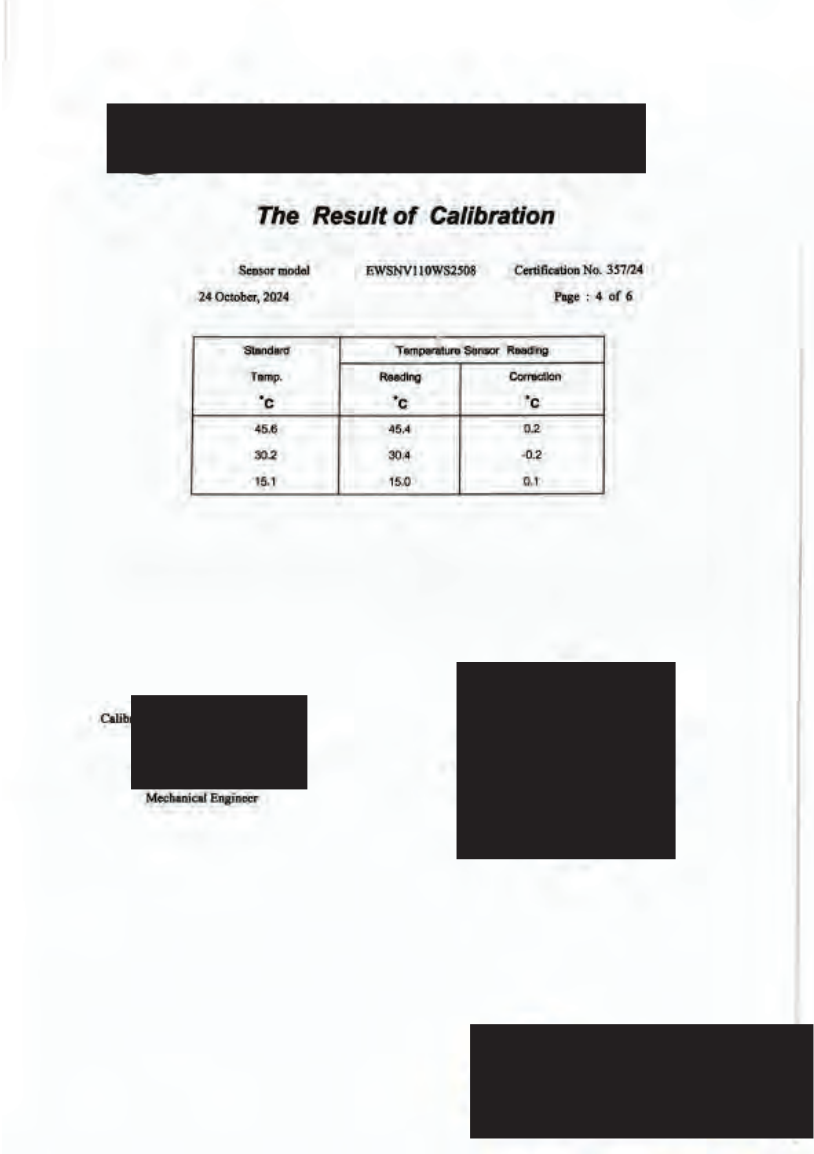 The Result of Calibration
Sensor model EWSNV110WS2508 Certification No. 357/24
24 October, 2024 Page : 4 of 6
Standard Temperature Sensor Reading
Temp. Reading Correction
°C °C °C
45.6 45.4 0.2
30.2 30.4 -0.2
15.1 15.0 0.1
Mechanical Engineer